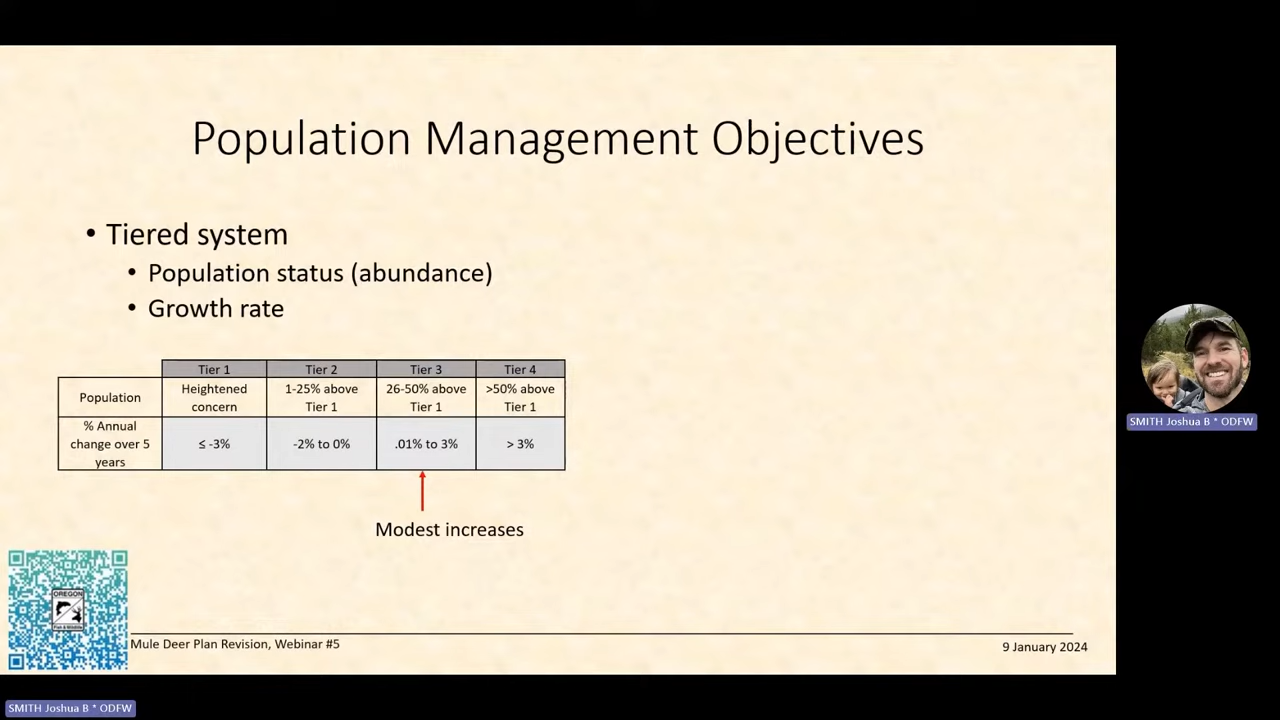 Population Management Objectives
• Tiered system
• Population status (abundance)
• Growth rate
Tier 1 Tier 2 Tier 3 Tier 4
Population Heightened concern 1-25% above Tier 1 26-50% above Tier 1 >50% above Tier 1
% Annual change over 5 years ≤ -3% -2% to 0% .01% to 3% > 3%
Modest increases
OREGON
Fish & Wildlife
Mule Deer Plan Revision, Webinar #5
9 January 2024
SMITH Joshua B * ODFW
SMITH Joshua B * ODFW